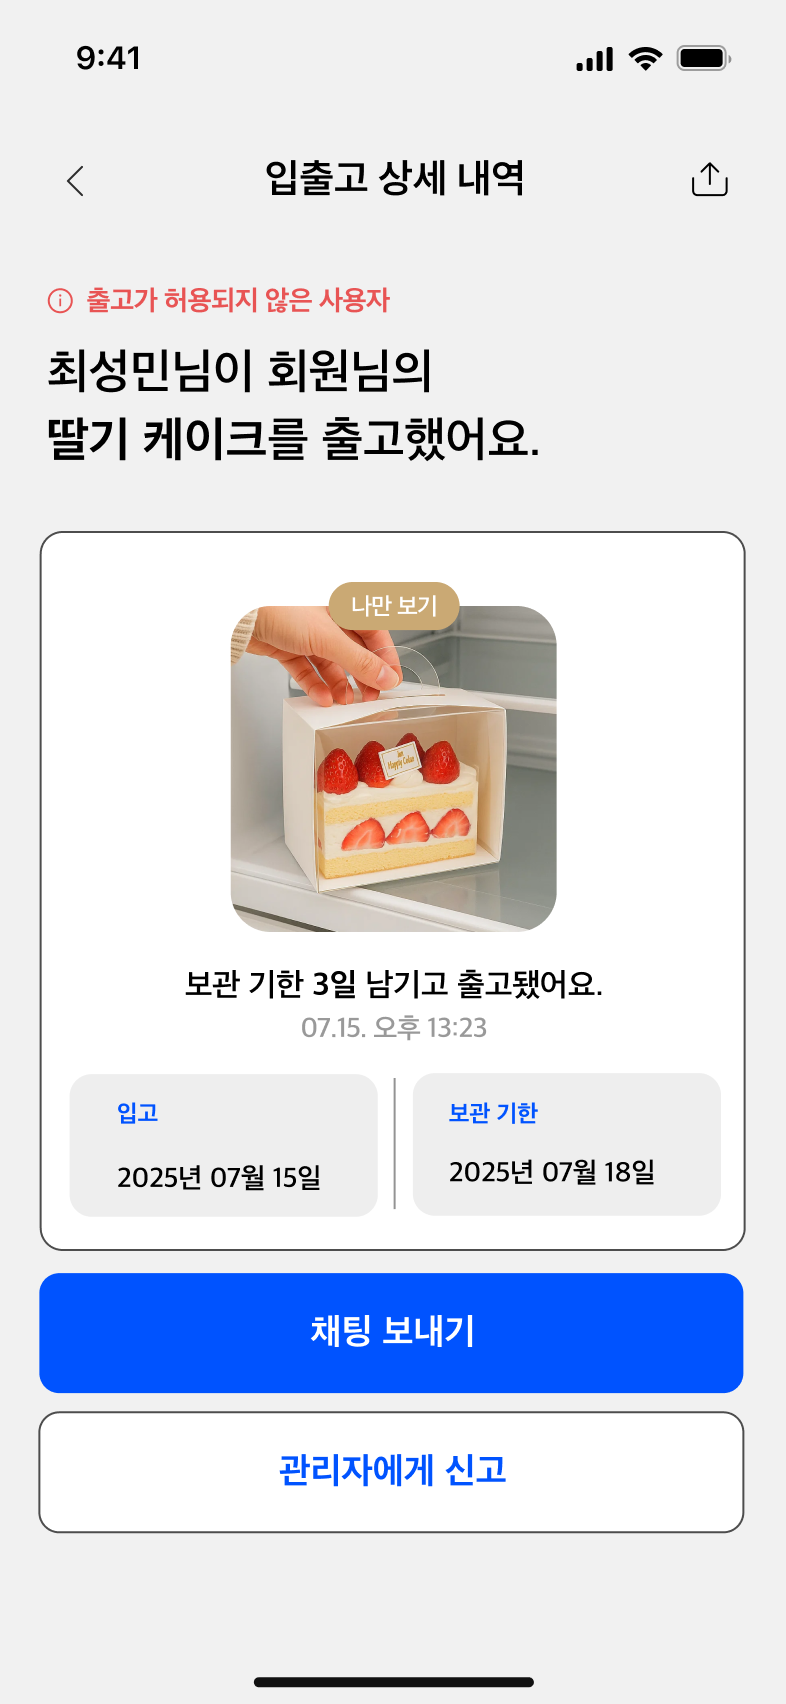 9:41
입출고 상세 내역
출고가 허용되지 않은 사용자
최성민님이 회원님의
딸기 케이크를 출고했어요.
나만 보기
보관 기한 3일 남기고 출고됐어요.
07.15. 오후 13:23
입고
2025년 07월 15일
보관 기한
2025년 07월 18일
채팅 보내기
관리자에게 신고